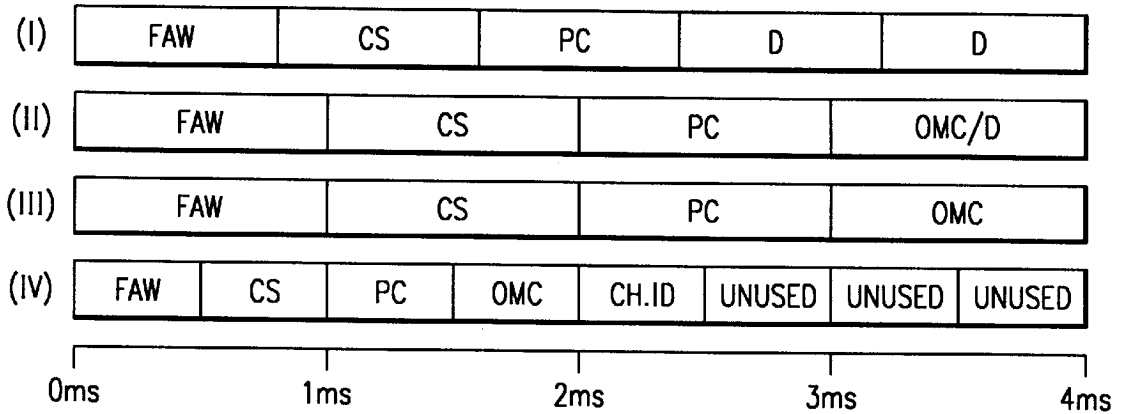 (I) FAW CS PC D D
(II) FAW CS PC OMC/D
(III) FAW CS PC OMC
(IV) FAW CS PC OMC CH.ID UNUSED UNUSED UNUSED
0ms 1ms 2ms 3ms 4ms